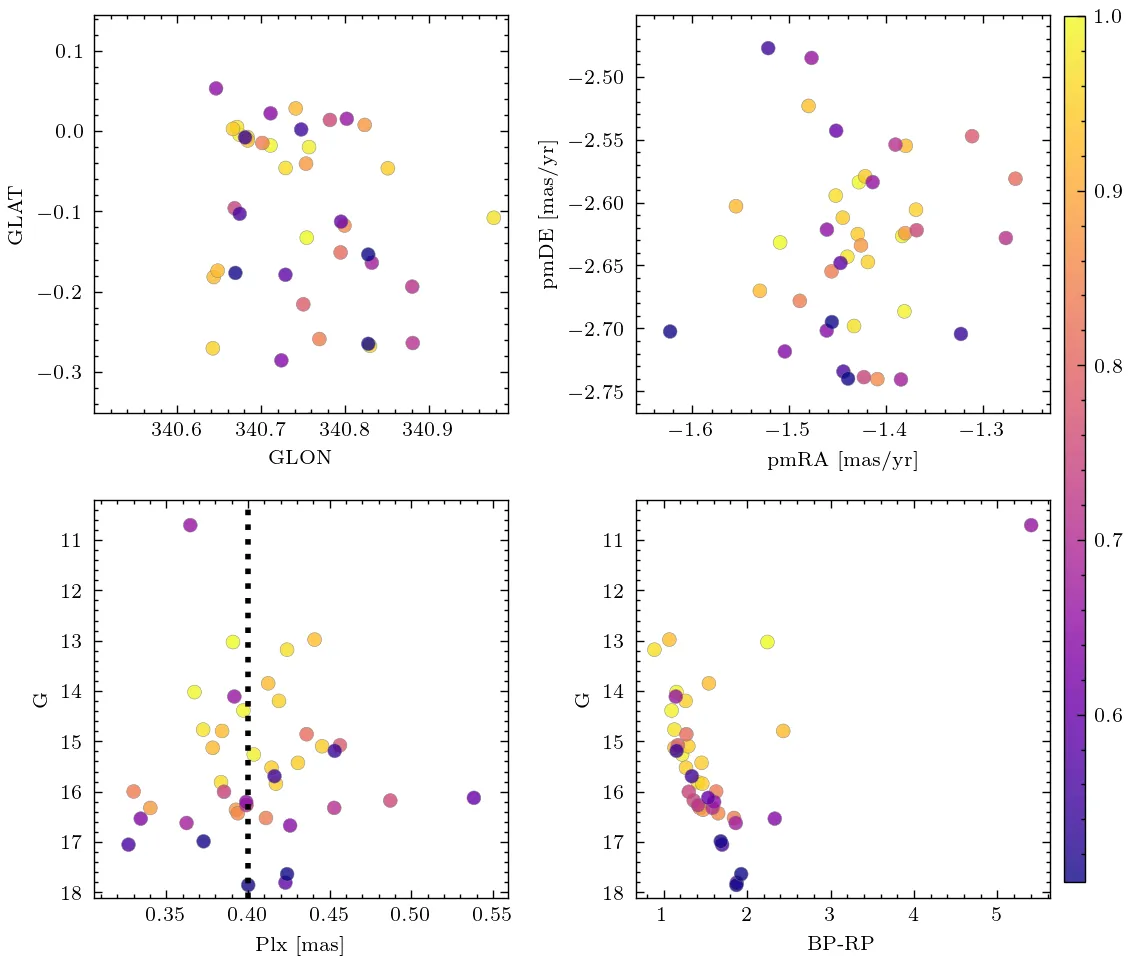 0.1
0.0
−0.1
−0.2
−0.3
GLAT
340.6 340.7 340.8 340.9
GLON
−2.50
−2.55
−2.60
−2.65
−2.70
−2.75
pmDE [mas/yr]
−1.6 −1.5 −1.4 −1.3
pmRA [mas/yr]
11
12
13
14
15
16
17
18
G
0.35 0.40 0.45 0.50 0.55
Plx [mas]
11
12
13
14
15
16
17
18
G
1 2 3 4 5
BP-RP
1.0
0.9
0.8
0.7
0.6